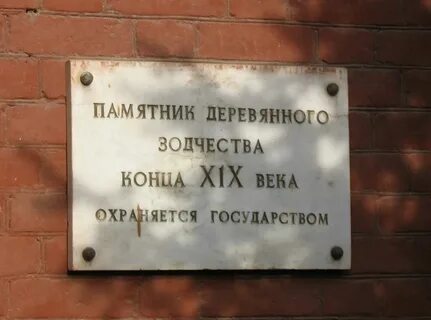 ПАМЯТНИК ДЕРЕВЯННОГО
ЗОДЧЕСТВА
КОНЦА XIX ВЕКА
ОХРАНЯЕТСЯ ГОСУДАРСТВОМ